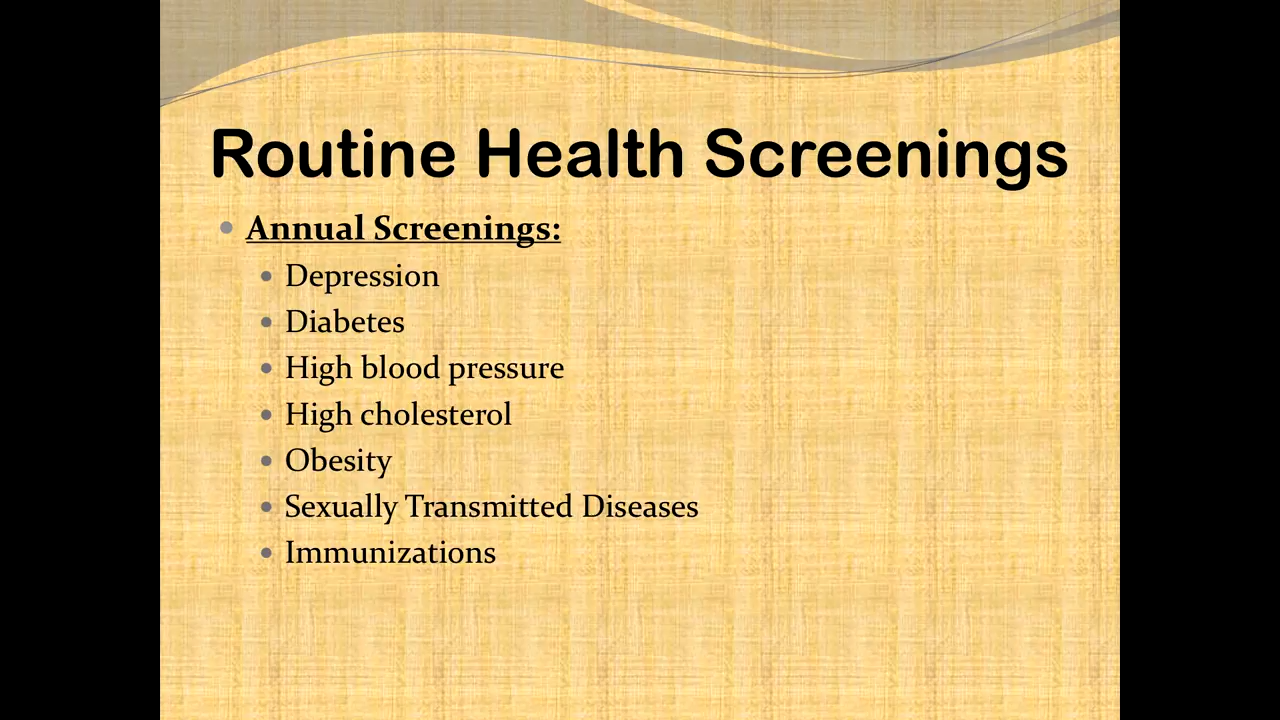 Routine Health Screenings
Annual Screenings:
Depression
Diabetes
High blood pressure
High cholesterol
Obesity
Sexually Transmitted Diseases
Immunizations